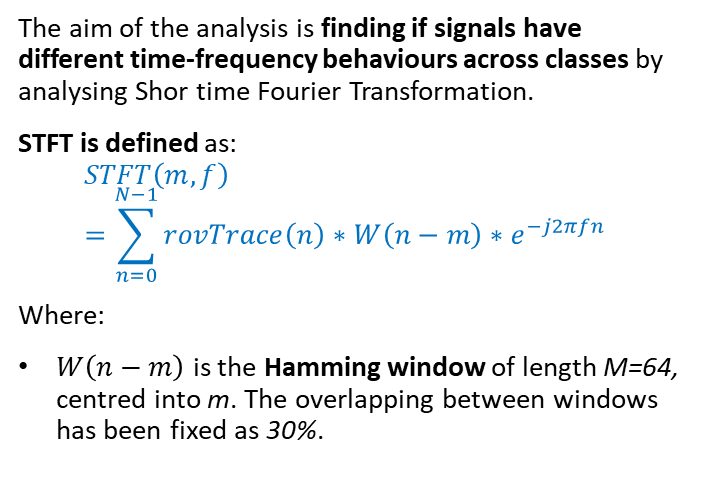 The aim of the analysis is finding if signals have
different time-frequency behaviours across classes by
analysing Shor time Fourier Transformation.
STFT is defined as:
STFT(m, f)
= \sum_{n=0}^{N-1} rovTrace(n) * W(n − m) * e^{−j2πfn}
Where:
• W(n − m) is the Hamming window of length M=64,
centred into m. The overlapping between windows
has been fixed as 30%.